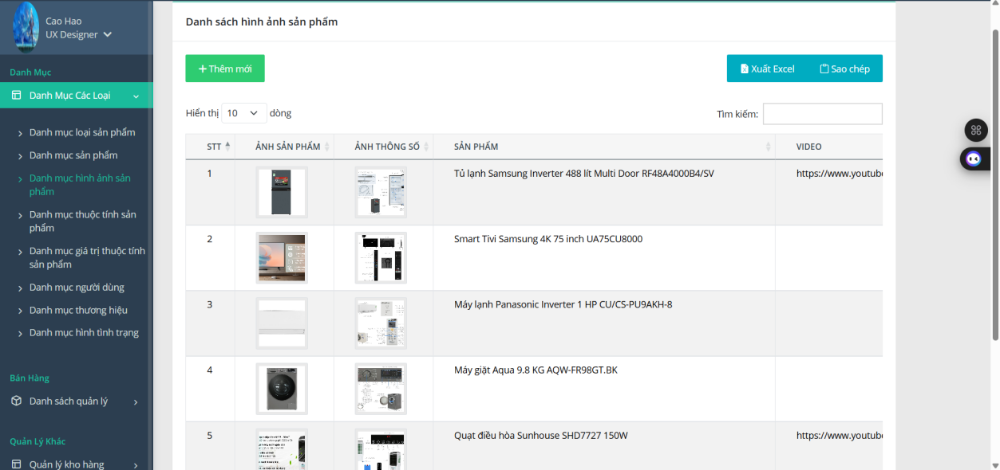 Cao Hao
UX Designer
Danh Mục
Danh Mục Các Loại
Danh mục loại sản phẩm
Danh mục sản phẩm
Danh mục hình ảnh sản
phẩm
Danh mục thuộc tính sản
phẩm
Danh mục giá trị thuộc tính
sản phẩm
Danh mục người dùng
Danh mục thương hiệu
Danh mục hình tình trạng
Bán Hàng
Danh sách quản lý
Quản Lý Khác
Quản lý kho hàng
Danh sách hình ảnh sản phẩm
+ Thêm mới
Xuất Excel Sao chép
Hiển thị 10 dòng
Tìm kiếm:
STT ẢNH SẢN PHẨM ẢNH THÔNG SỐ SẢN PHẨM VIDEO
1 Tủ lạnh Samsung Inverter 488 lít Multi Door RF48A4000B4/SV https://www.youtube
2 Smart Tivi Samsung 4K 75 inch UA75CU8000
3 Máy lạnh Panasonic Inverter 1 HP CU/CS-PU9AKH-8
4 Máy giặt Aqua 9.8 KG AQW-FR98GT.BK
5 Quạt điều hòa Sunhouse SHD7727 150W https://www.youtube